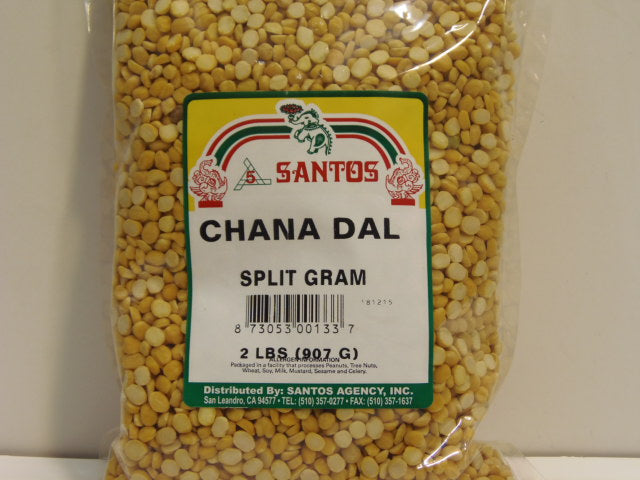 5 SANTOS
CHANA DAL
SPLIT GRAM
181215
8 73053 00133 7
2 LBS (907 G)
ALLERGEN INFORMATION
Packaged in a facility that processes Peanuts, Tree Nuts,
Wheat, Soy, Milk, Mustard, Sesame and Celery.
Distributed By: SANTOS AGENCY, INC.
San Leandro, CA 94577 • TEL: (510) 357-0277 • FAX: (510) 357-1637